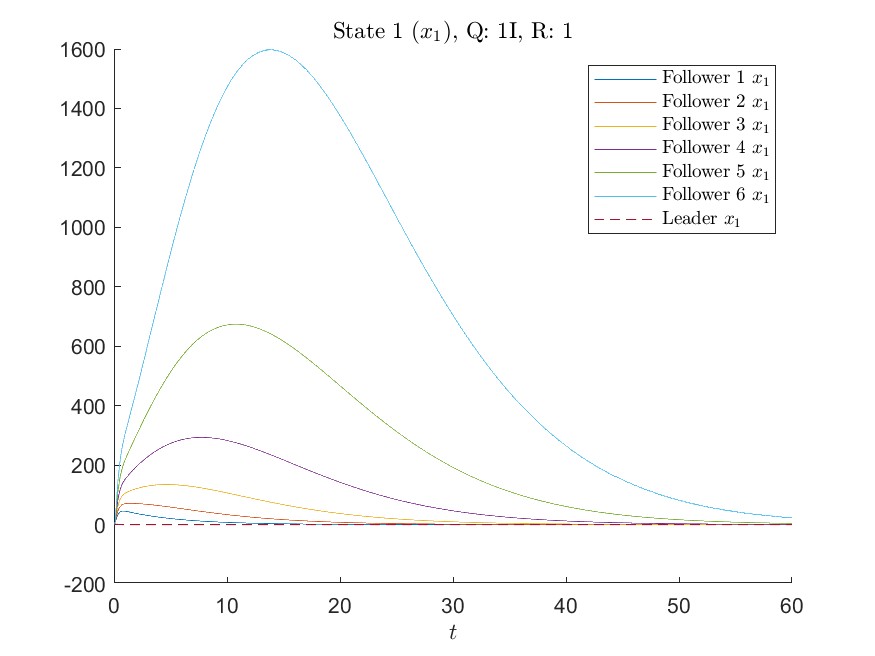 State 1 (x₁), Q: 1I, R: 1
1600
1400
1200
1000
800
600
400
200
0
-200
Follower 1 x₁
Follower 2 x₁
Follower 3 x₁
Follower 4 x₁
Follower 5 x₁
Follower 6 x₁
Leader x₁
0 10 20 30 40 50 60
t